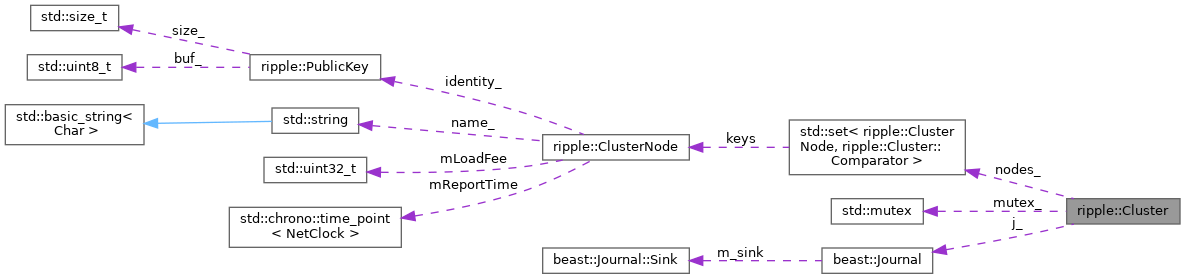 std::size_t
size_
std::uint8_t
buf_
ripple::PublicKey
identity_
std::basic_string<
Char >
std::string
name_
ripple::ClusterNode
keys
std::set< ripple::Cluster
Node, ripple::Cluster::
Comparator >
nodes_
std::uint32_t
mLoadFee
mReportTime
std::chrono::time_point
< NetClock >
std::mutex
mutex_
ripple::Cluster
j_
beast::Journal::Sink
m_sink
beast::Journal